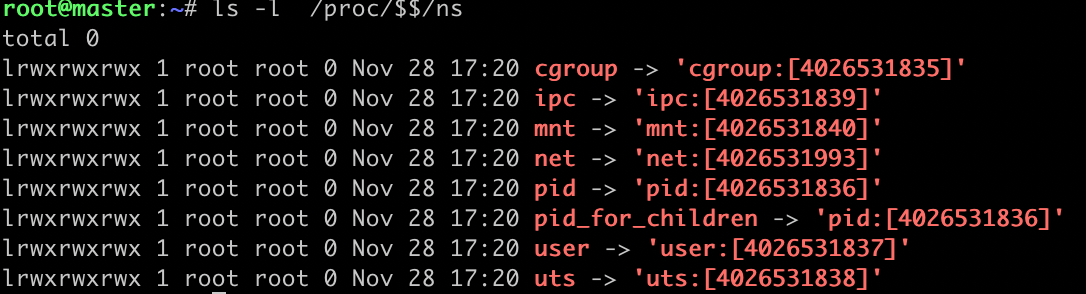 root@master:~# ls -l  /proc/$$/ns
total 0
lrwxrwxrwx 1 root root 0 Nov 28 17:20 cgroup -> 'cgroup:[4026531835]'
lrwxrwxrwx 1 root root 0 Nov 28 17:20 ipc -> 'ipc:[4026531839]'
lrwxrwxrwx 1 root root 0 Nov 28 17:20 mnt -> 'mnt:[4026531840]'
lrwxrwxrwx 1 root root 0 Nov 28 17:20 net -> 'net:[4026531993]'
lrwxrwxrwx 1 root root 0 Nov 28 17:20 pid -> 'pid:[4026531836]'
lrwxrwxrwx 1 root root 0 Nov 28 17:20 pid_for_children -> 'pid:[4026531836]'
lrwxrwxrwx 1 root root 0 Nov 28 17:20 user -> 'user:[4026531837]'
lrwxrwxrwx 1 root root 0 Nov 28 17:20 uts -> 'uts:[4026531838]'